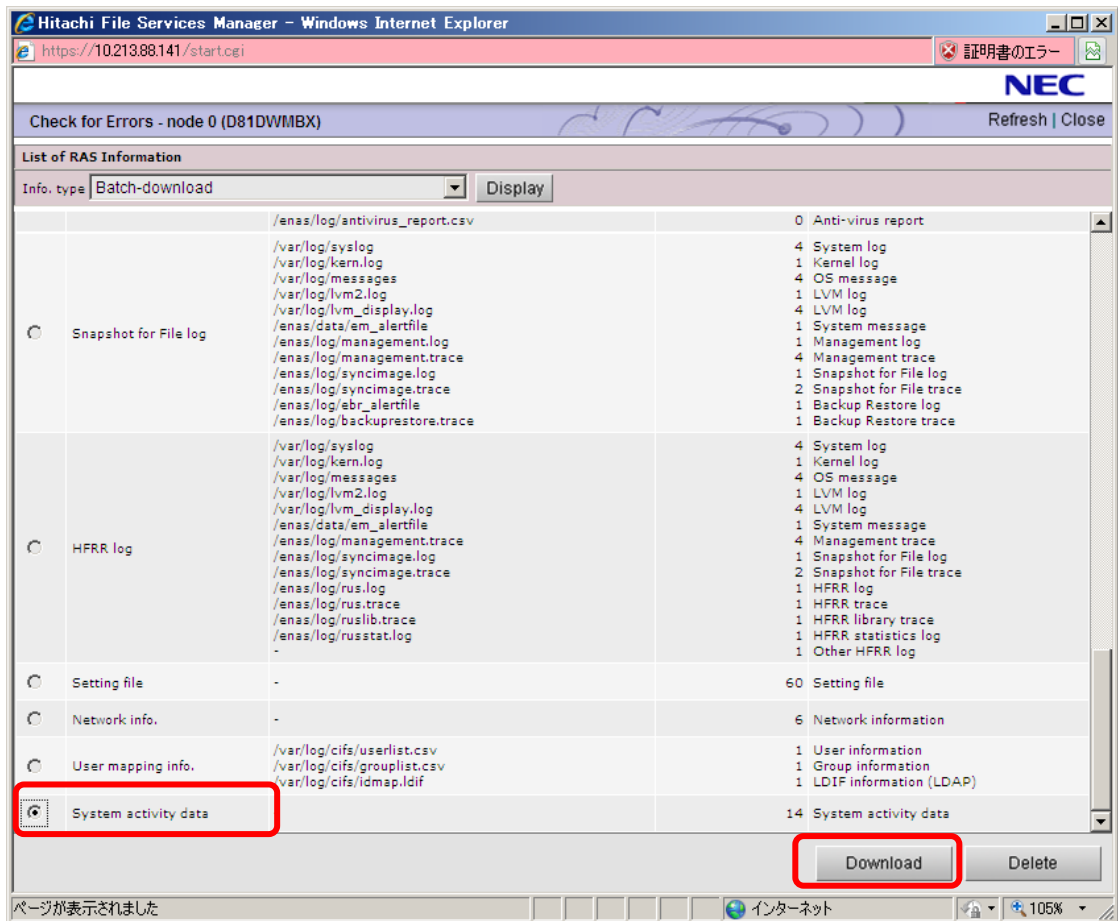 Hitachi File Services Manager - Windows Internet Explorer
https://10.213.88.141/start.cgi 証明書のエラー
NEC
Check for Errors - node 0 (D81DWMBX) Refresh | Close
List of RAS Information
Info. type Batch-download Display
/enas/log/antivirus_report.csv 0 Anti-virus report
/var/log/syslog 4 System log
/var/log/kern.log 1 Kernel log
/var/log/messages 4 OS message
/var/log/lvm2.log 1 LVM log
/var/log/lvm_display.log 4 LVM log
/enas/data/em_alertfile 1 System message
Snapshot for File log /enas/log/management.log 1 Management log
/enas/log/management.trace 4 Management trace
/enas/log/syncimage.log 1 Snapshot for File log
/enas/log/syncimage.trace 2 Snapshot for File trace
/enas/log/ebr_alertfile 1 Backup Restore log
/enas/log/backuprestore.trace 1 Backup Restore trace
/var/log/syslog 4 System log
/var/log/kern.log 1 Kernel log
/var/log/messages 4 OS message
/var/log/lvm2.log 1 LVM log
/var/log/lvm_display.log 4 LVM log
/enas/data/em_alertfile 1 System message
HFRR log /enas/log/management.trace 4 Management trace
/enas/log/syncimage.log 1 Snapshot for File log
/enas/log/syncimage.trace 2 Snapshot for File trace
/enas/log/rus.log 1 HFRR log
/enas/log/rus.trace 1 HFRR trace
/enas/log/ruslib.trace 1 HFRR library trace
/enas/log/russtat.log 1 HFRR statistics log
- 1 Other HFRR log
Setting file - 60 Setting file
Network info. - 6 Network information
/var/log/cifs/userlist.csv 1 User information
User mapping info. /var/log/cifs/grouplist.csv 1 Group information
/var/log/cifs/idmap.ldif 1 LDIF information (LDAP)
System activity data 14 System activity data
Download Delete
ページが表示されました インターネット 105%